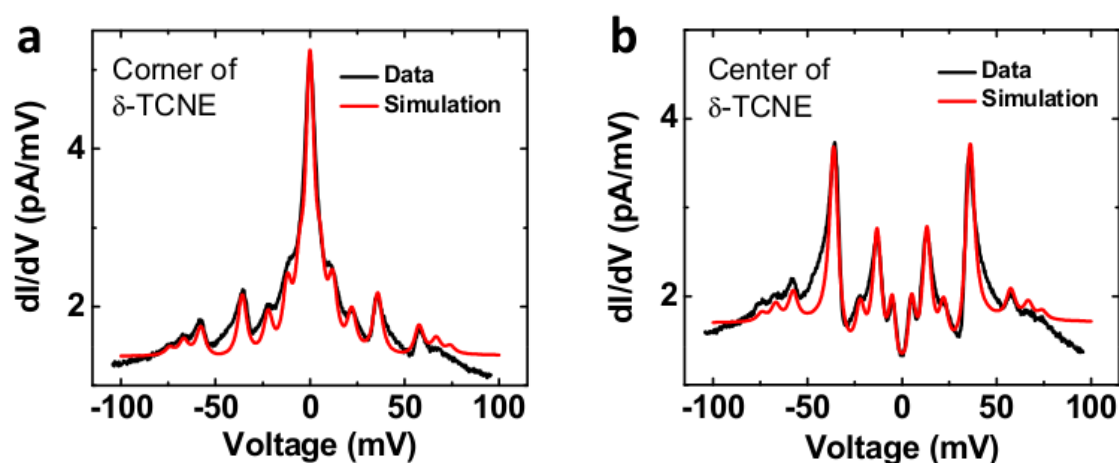 a
Corner of
δ-TCNE
Data
Simulation
dI/dV (pA/mV)
4
2
-100
-50
0
50
100
Voltage (mV)
b
Center of
δ-TCNE
Data
Simulation
dI/dV (pA/mV)
4
2
-100
-50
0
50
100
Voltage (mV)